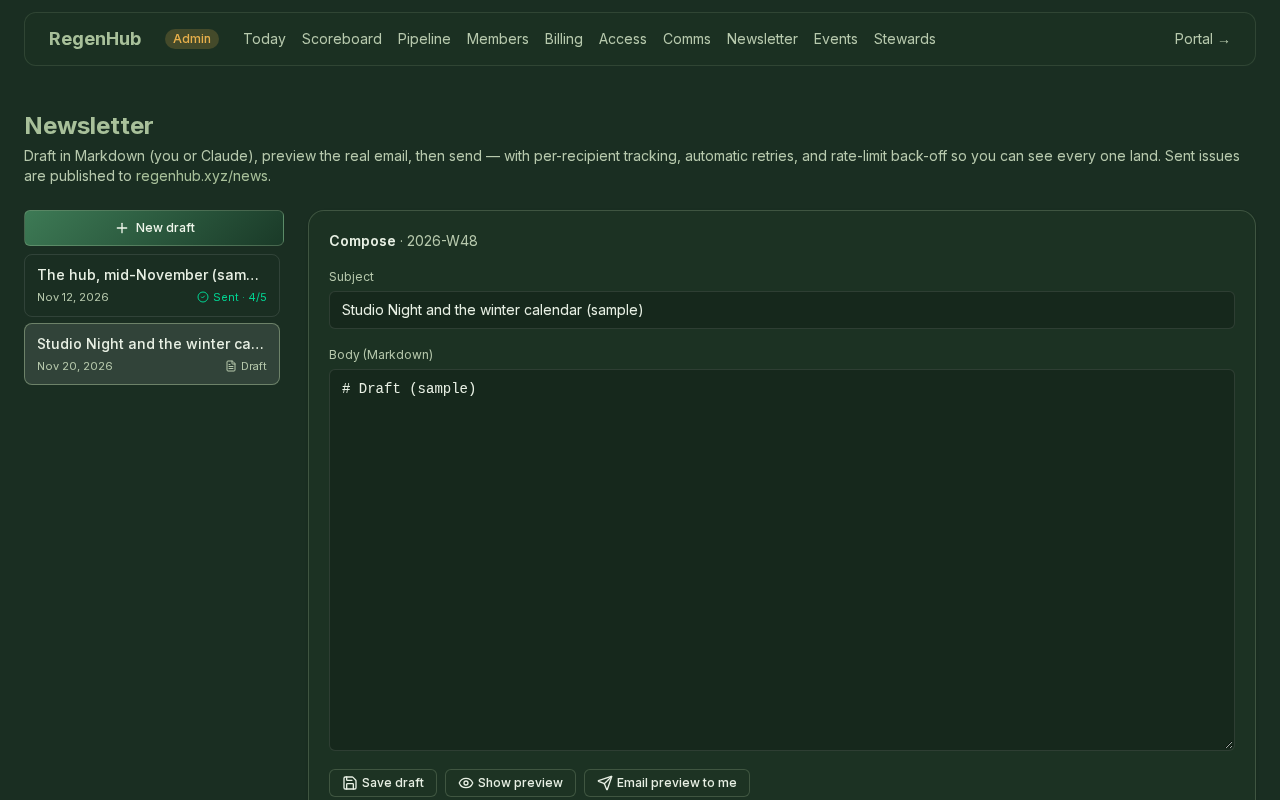 RegenHub Admin Today Scoreboard Pipeline Members Billing Access Comms Newsletter Events Stewards Portal →
Newsletter
Draft in Markdown (you or Claude), preview the real email, then send — with per-recipient tracking, automatic retries, and rate-limit back-off so you can see every one land. Sent issues
are published to regenhub.xyz/news.
New draft
The hub, mid-November (sam...
Nov 12, 2026 Sent · 4/5
Studio Night and the winter ca...
Nov 20, 2026 Draft
Compose · 2026-W48
Subject
Studio Night and the winter calendar (sample)
Body (Markdown)
# Draft (sample)
Save draft Show preview Email preview to me